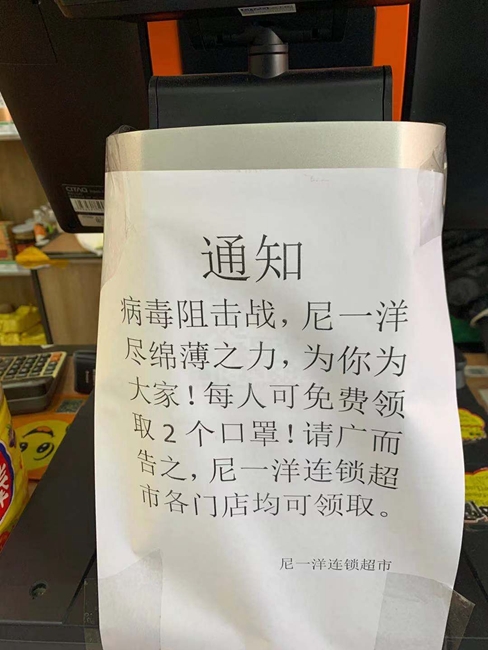 通知
病毒阻击战，尼一洋
尽绵薄之力，为你为
大家！每人可免费领
取2个口罩！请广而
告之，尼一洋连锁超
市各门店均可领取。
尼一洋连锁超市